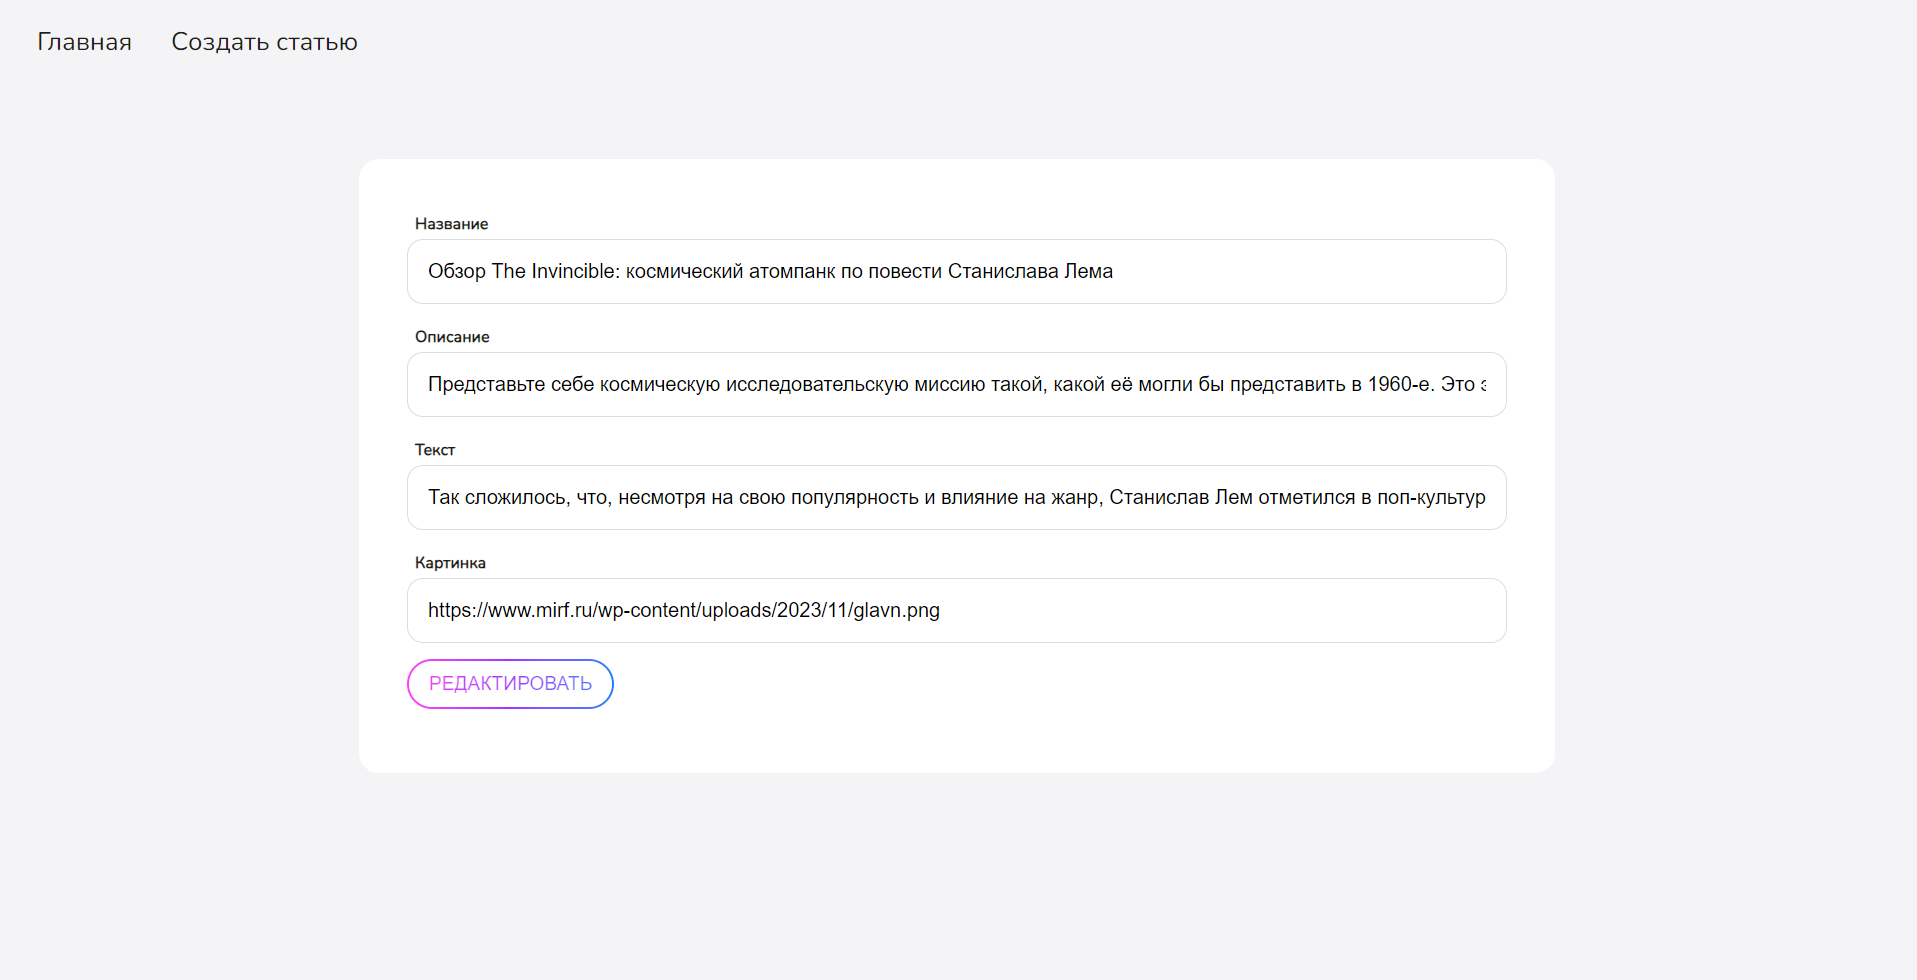 Главная Создать статью
Название
Обзор The Invincible: космический атомпанк по повести Станислава Лема
Описание
Представьте себе космическую исследовательскую миссию такой, какой её могли бы представить в 1960-е. Это
Текст
Так сложилось, что, несмотря на свою популярность и влияние на жанр, Станислав Лем отметился в поп-культур
Картинка
https://www.mirf.ru/wp-content/uploads/2023/11/glavn.png
РЕДАКТИРОВАТЬ